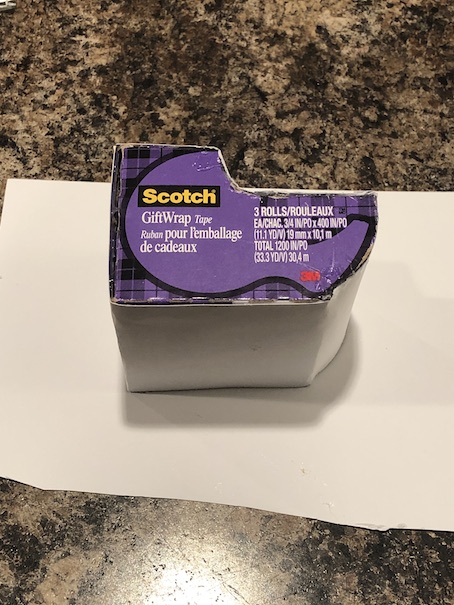 Scotch®
GiftWrap Tape
Ruban pour l'emballage
de cadeaux
3 ROLLS/ROULEAUX
EA/CHAC. 3/4 IN/PO x 400 IN/PO
(11.1 YD/V) 19 mm x 10,1 m
TOTAL 1200 IN/PO
(33.3 YD/V) 30,4 m
3M